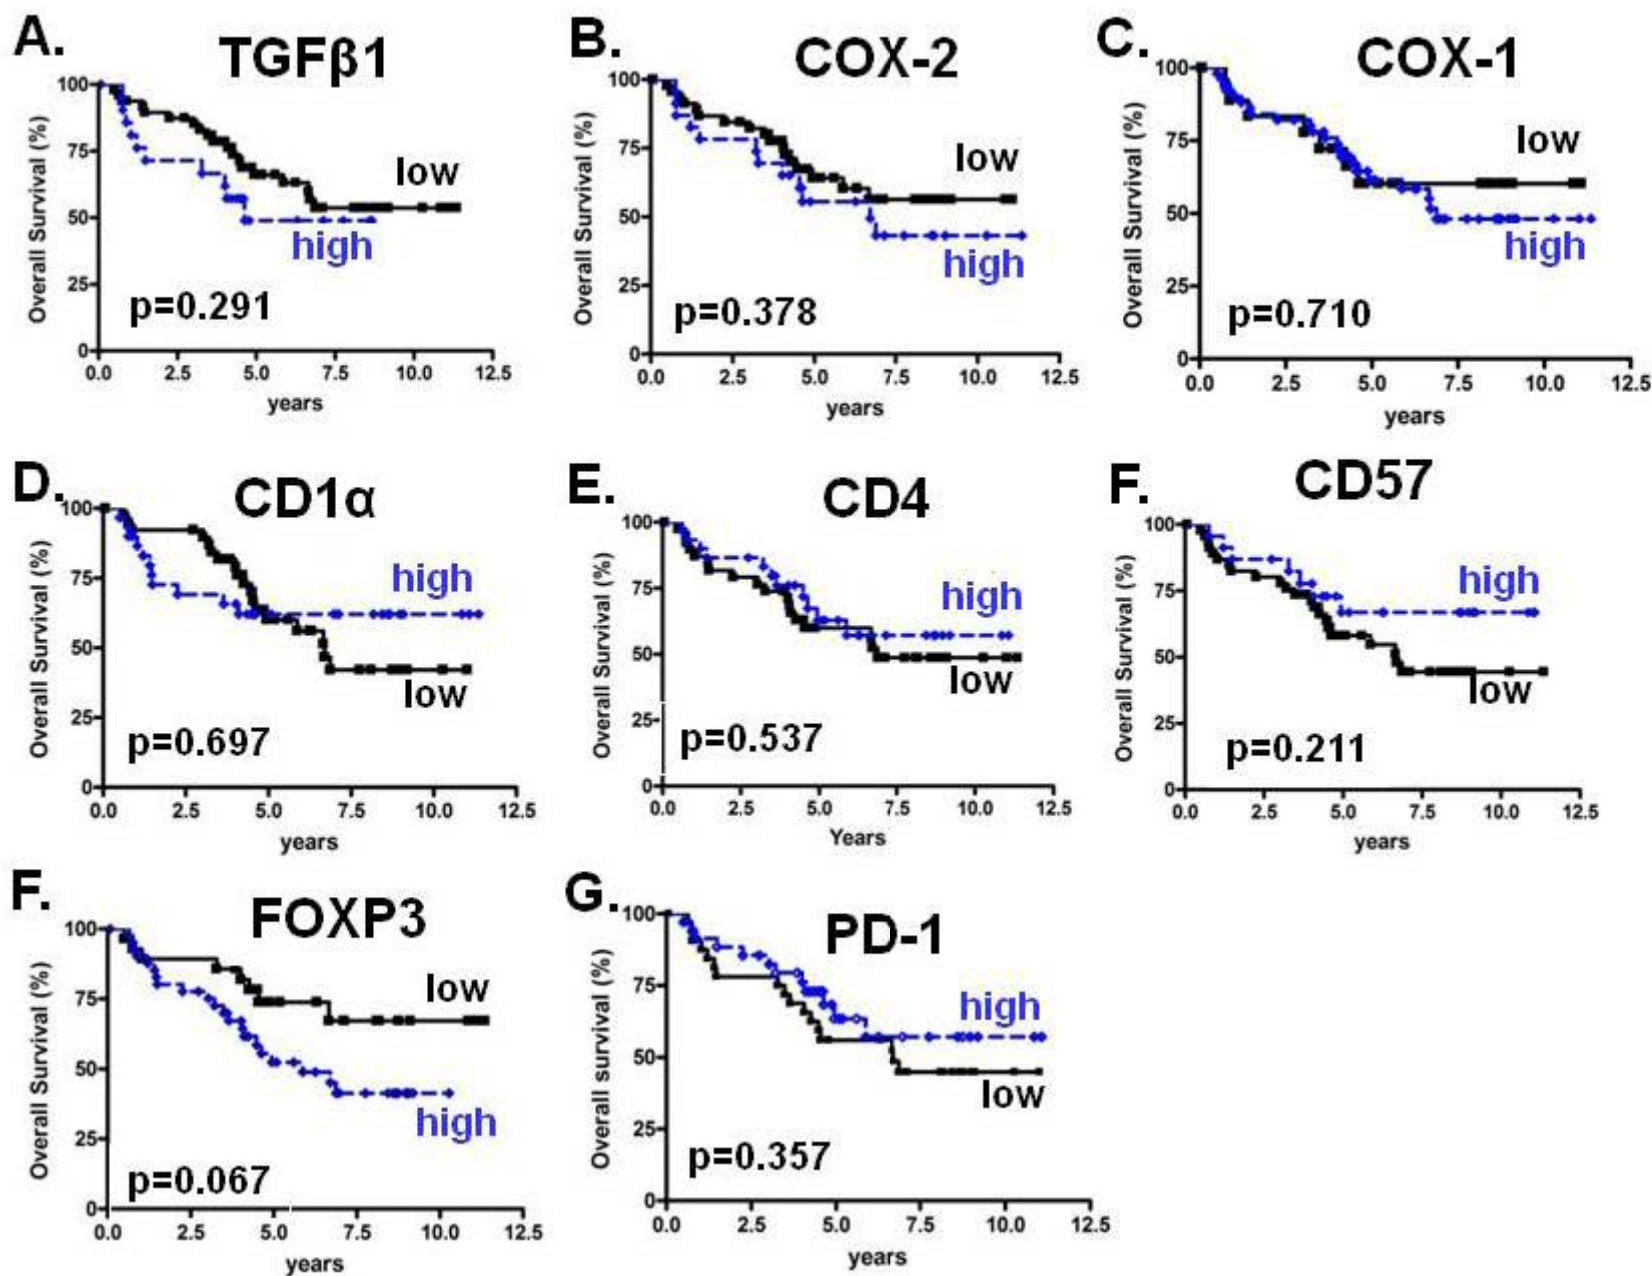 A. TGFβ1
Overall Survival (%)
100
75
50
25
0
low
high
p=0.291
0.0 2.5 5.0 7.5 10.0 12.5
years
B. COX-2
Overall Survival (%)
100
75
50
25
0
low
high
p=0.378
0.0 2.5 5.0 7.5 10.0 12.5
years
C. COX-1
Overall Survival (%)
100
75
50
25
0
low
high
p=0.710
0.0 2.5 5.0 7.5 10.0 12.5
years
D. CD1α
Overall Survival (%)
100
75
50
25
0
high
low
p=0.697
0.0 2.5 5.0 7.5 10.0 12.5
years
E. CD4
Overall Survival (%)
100
75
50
25
0
high
low
p=0.537
0.0 2.5 5.0 7.5 10.0 12.5
Years
F. CD57
Overall Survival (%)
100
75
50
25
0
high
low
p=0.211
0.0 2.5 5.0 7.5 10.0 12.5
years
F. FOXP3
Overall Survival (%)
100
75
50
25
0
low
high
p=0.067
0.0 2.5 5.0 7.5 10.0 12.5
years
G. PD-1
Overall survival (%)
100
75
50
25
0
high
low
p=0.357
0.0 2.5 5.0 7.5 10.0 12.5
years